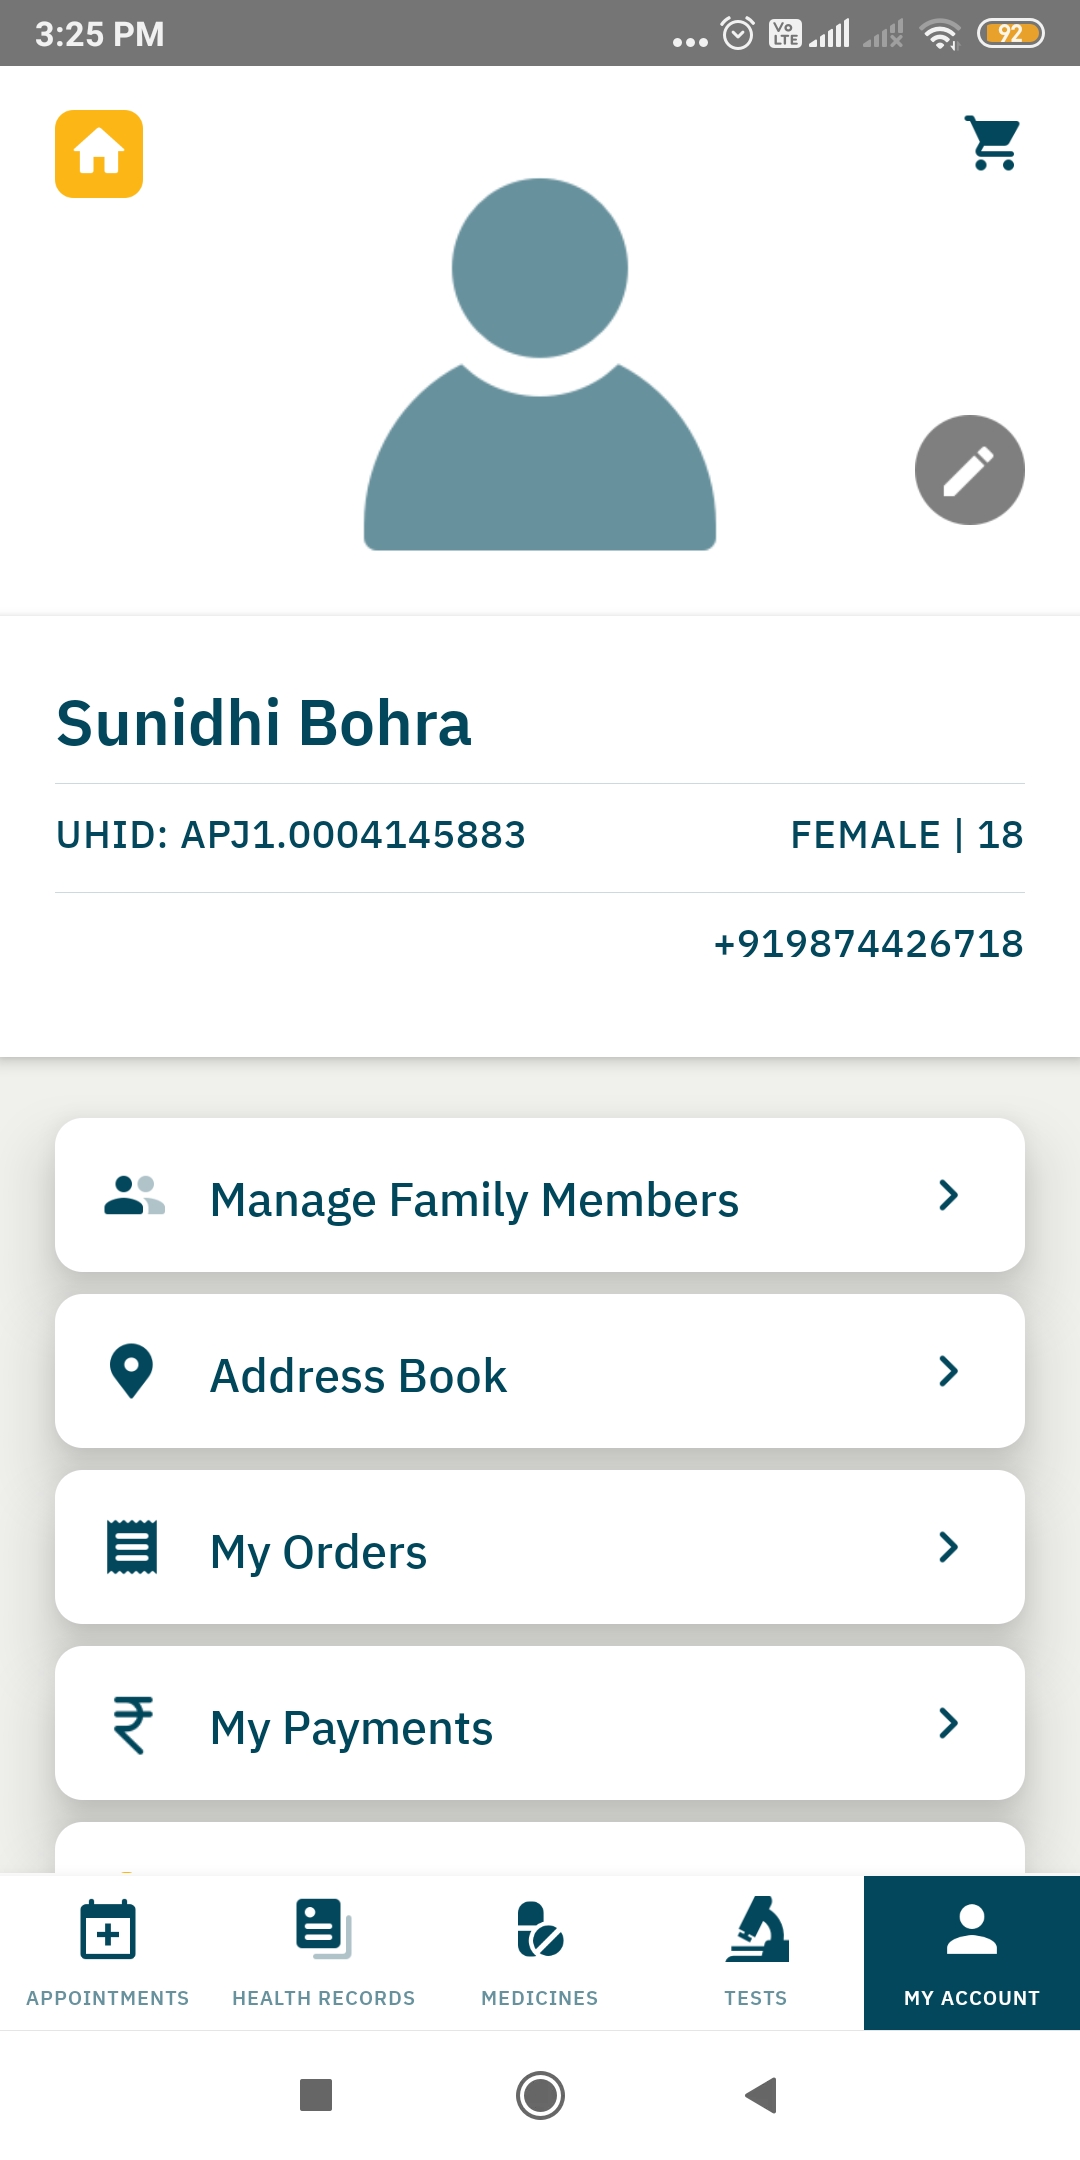 3:25 PM
Vo LTE
92
Sunidhi Bohra
UHID: APJ1.0004145883 FEMALE | 18
+919874426718
Manage Family Members
Address Book
My Orders
₹ My Payments
APPOINTMENTS HEALTH RECORDS MEDICINES TESTS MY ACCOUNT